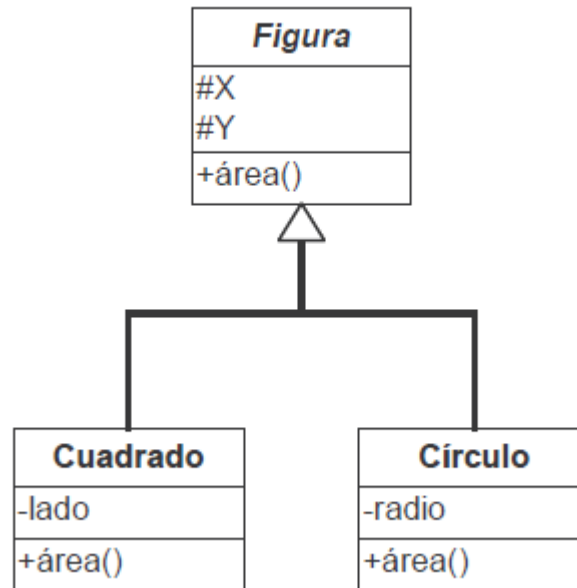 Figura
#X
#Y
+área()
Cuadrado
-lado
+área()
Círculo
-radio
+área()